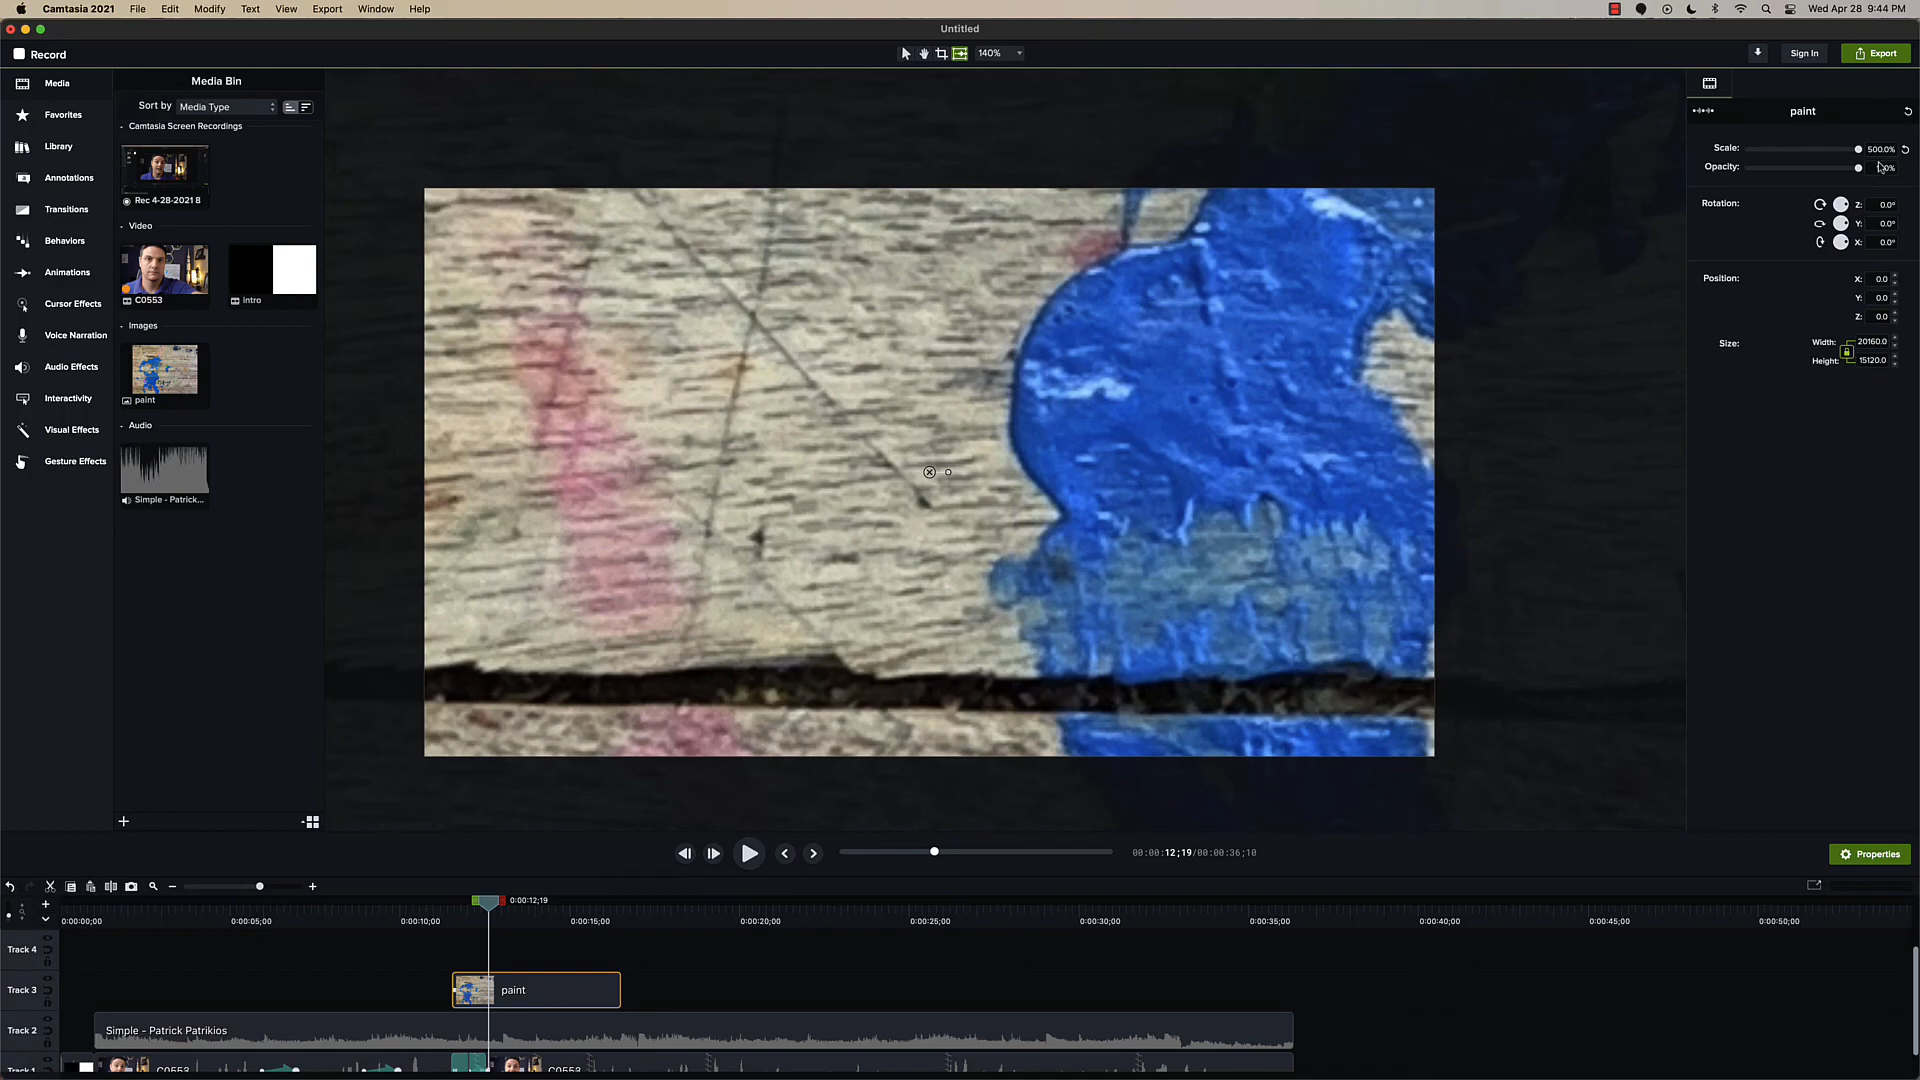 Camtasia 2021 File Edit Modify Text View Export Window Help Wed Apr 28 9:44 PM
Untitled
Record 140% Sign In Export
Media
Favorites
Library
Annotations
Transitions
Behaviors
Animations
Cursor Effects
Voice Narration
Audio Effects
Interactivity
Visual Effects
Gesture Effects
Media Bin
Sort by Media Type
Camtasia Screen Recordings
Rec 4-28-2021 8
Video
C0553 intro
Images
paint
Audio
Simple - Patrick...
paint
Scale: 500.0%
Opacity:
Rotation: Z: 0.0°
Y: 0.0°
X: 0.0°
Position: X: 0.0
Y: 0.0
Z: 0.0
Size: Width: 20160.0
Height: 15120.0
00:00:12;19/00:00:36;10
Properties
0:00:12;19
0:00:00;00 0:00:05;00 0:00:10;00 0:00:15;00 0:00:20;00 0:00:25;00 0:00:30;00 0:00:35;00 0:00:40;00 0:00:45;00 0:00:50;00
Track 4
Track 3 paint
Track 2 Simple - Patrick Patrikios
Track 1 C0553 C0553